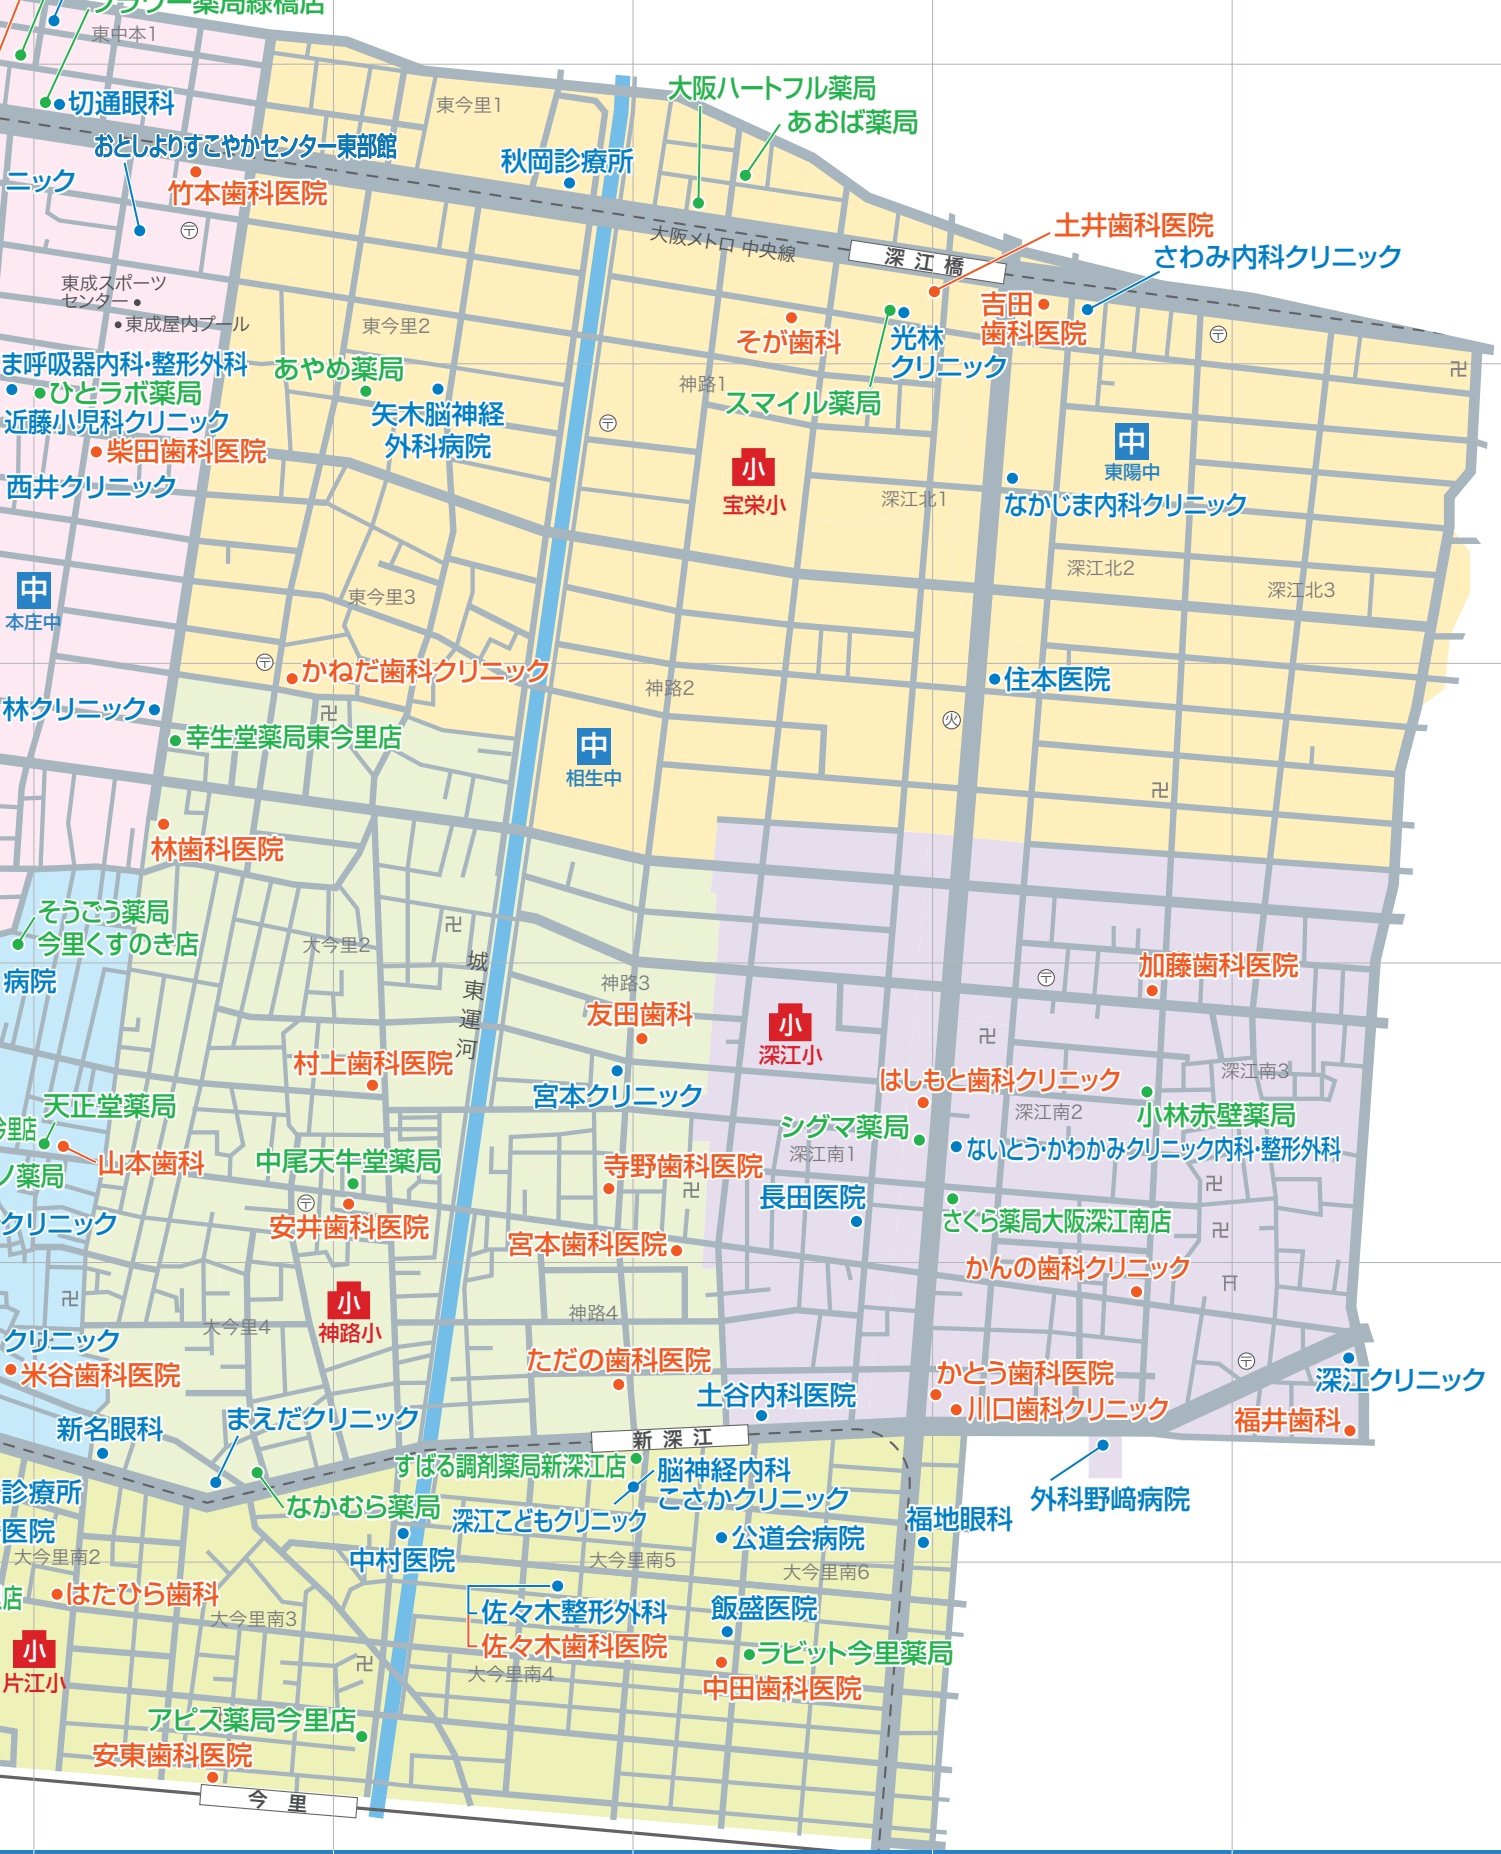 フラワー薬局緑橋店
東中本1
切通眼科
おとしよりすこやかセンター東部館
ニック
竹本歯科医院
東今里1
秋岡診療所
大阪ハートフル薬局
あおば薬局
大阪メトロ 中央線
深江橋
土井歯科医院
さわみ内科クリニック
吉田
歯科医院
東成スポーツ
センター
東成屋内プール
東今里2
そが歯科
光林
クリニック
スマイル薬局
神路1
ま呼吸器内科・整形外科
ひとラボ薬局
近藤小児科クリニック
柴田歯科医院
西井クリニック
あやめ薬局
矢木脳神経
外科病院
小
宝栄小
中
東陽中
深江北1
なかじま内科クリニック
深江北2
深江北3
中
本庄中
東今里3
かねだ歯科クリニック
神路2
住本医院
火
林クリニック
幸生堂薬局東今里店
中
相生中
林歯科医院
そうごう薬局
今里くすのき店
病院
大今里2
城東運河
神路3
友田歯科
小
深江小
加藤歯科医院
村上歯科医院
宮本クリニック
はしもと歯科クリニック
深江南3
深江南2
小林赤壁薬局
シグマ薬局
深江南1
ないとう・かわかみクリニック内科・整形外科
天正堂薬局
今里店
山本歯科
ノ薬局
中尾天牛堂薬局
安井歯科医院
寺野歯科医院
長田医院
さくら薬局大阪深江南店
クリニック
宮本歯科医院
かんの歯科クリニック
小
神路小
大今里4
神路4
クリニック
米谷歯科医院
ただの歯科医院
土谷内科医院
かとう歯科医院
川口歯科クリニック
深江クリニック
福井歯科
新名眼科
まえだクリニック
新深江
すばる調剤薬局新深江店
脳神経内科
こさかクリニック
深江こどもクリニック
外科野﨑病院
診療所
医院
なかむら薬局
中村医院
公道会病院
福地眼科
大今里南2
大今里南5
大今里南6
店
はたひら歯科
大今里南3
佐々木整形外科
佐々木歯科医院
大今里南4
飯盛医院
ラビット今里薬局
中田歯科医院
小
片江小
アピス薬局今里店
安東歯科医院
今里